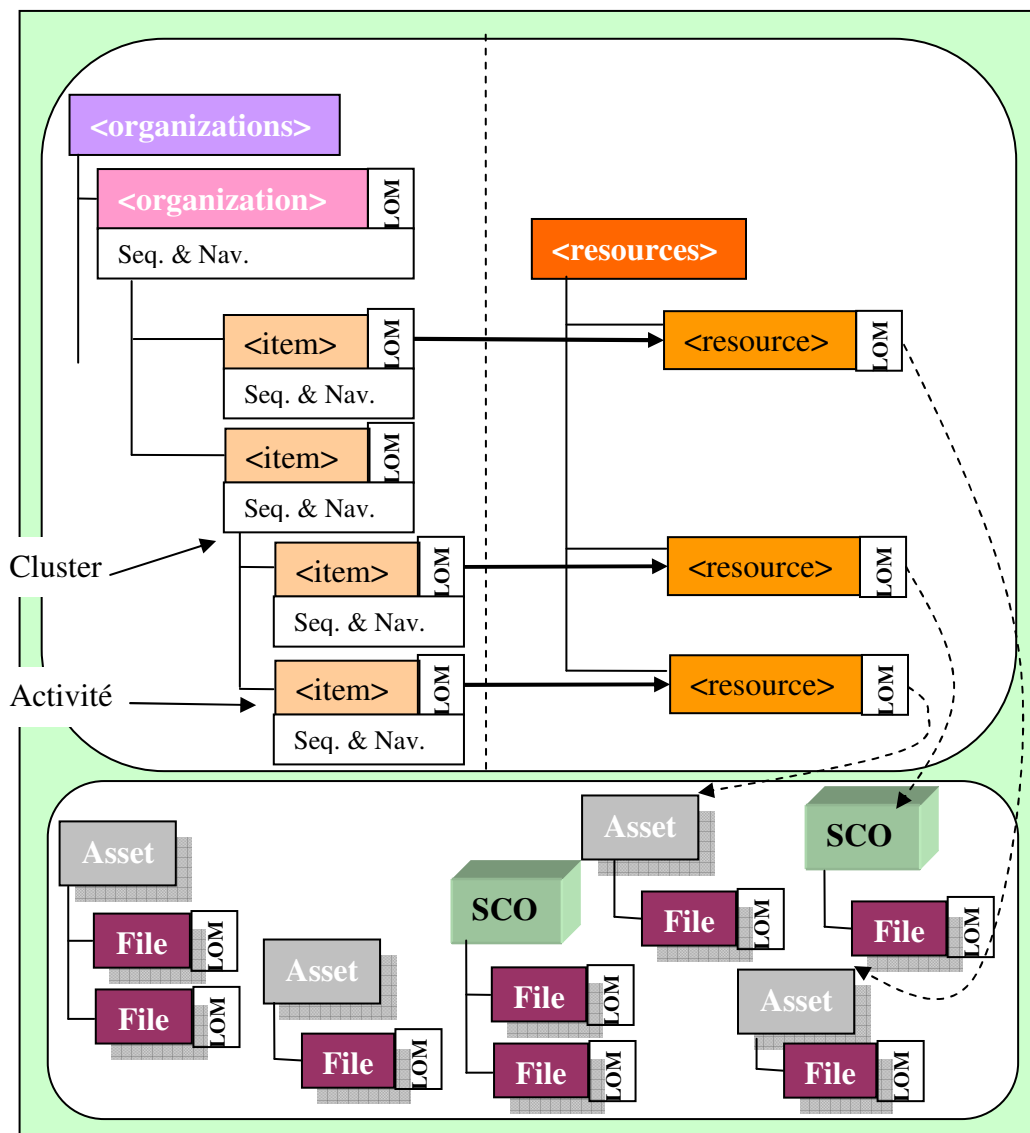 <organizations>
<organization> LOM
Seq. & Nav.
<resources>
<item> LOM
<resource> LOM
Seq. & Nav.
<item> LOM
Seq. & Nav.
Cluster
<item> LOM
<resource> LOM
Seq. & Nav.
Activité
<item> LOM
<resource> LOM
Seq. & Nav.
Asset
File LOM
File LOM
Asset
File LOM
SCO
File LOM
File LOM
Asset
File LOM
SCO
File LOM
Asset
File LOM